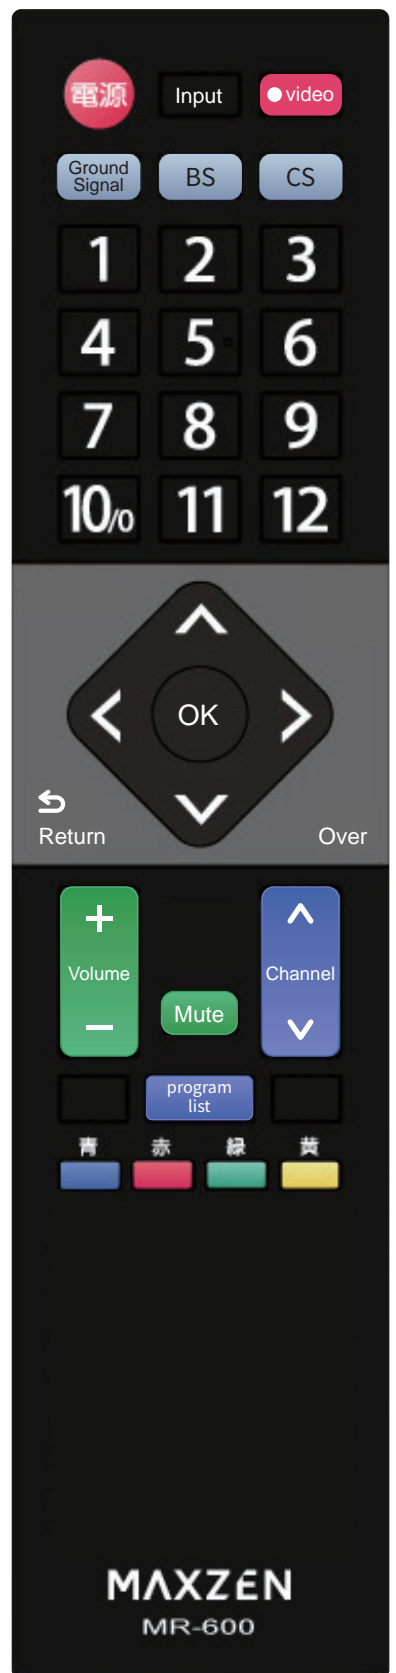 電源 Input video
Ground
Signal
BS CS
1 2 3
4 5 6
7 8 9
10/0 11 12
OK
Return Over
+
Volume
−
Mute
Channel
program
list
青 赤 緑 黄
MAXZEN
MR-600